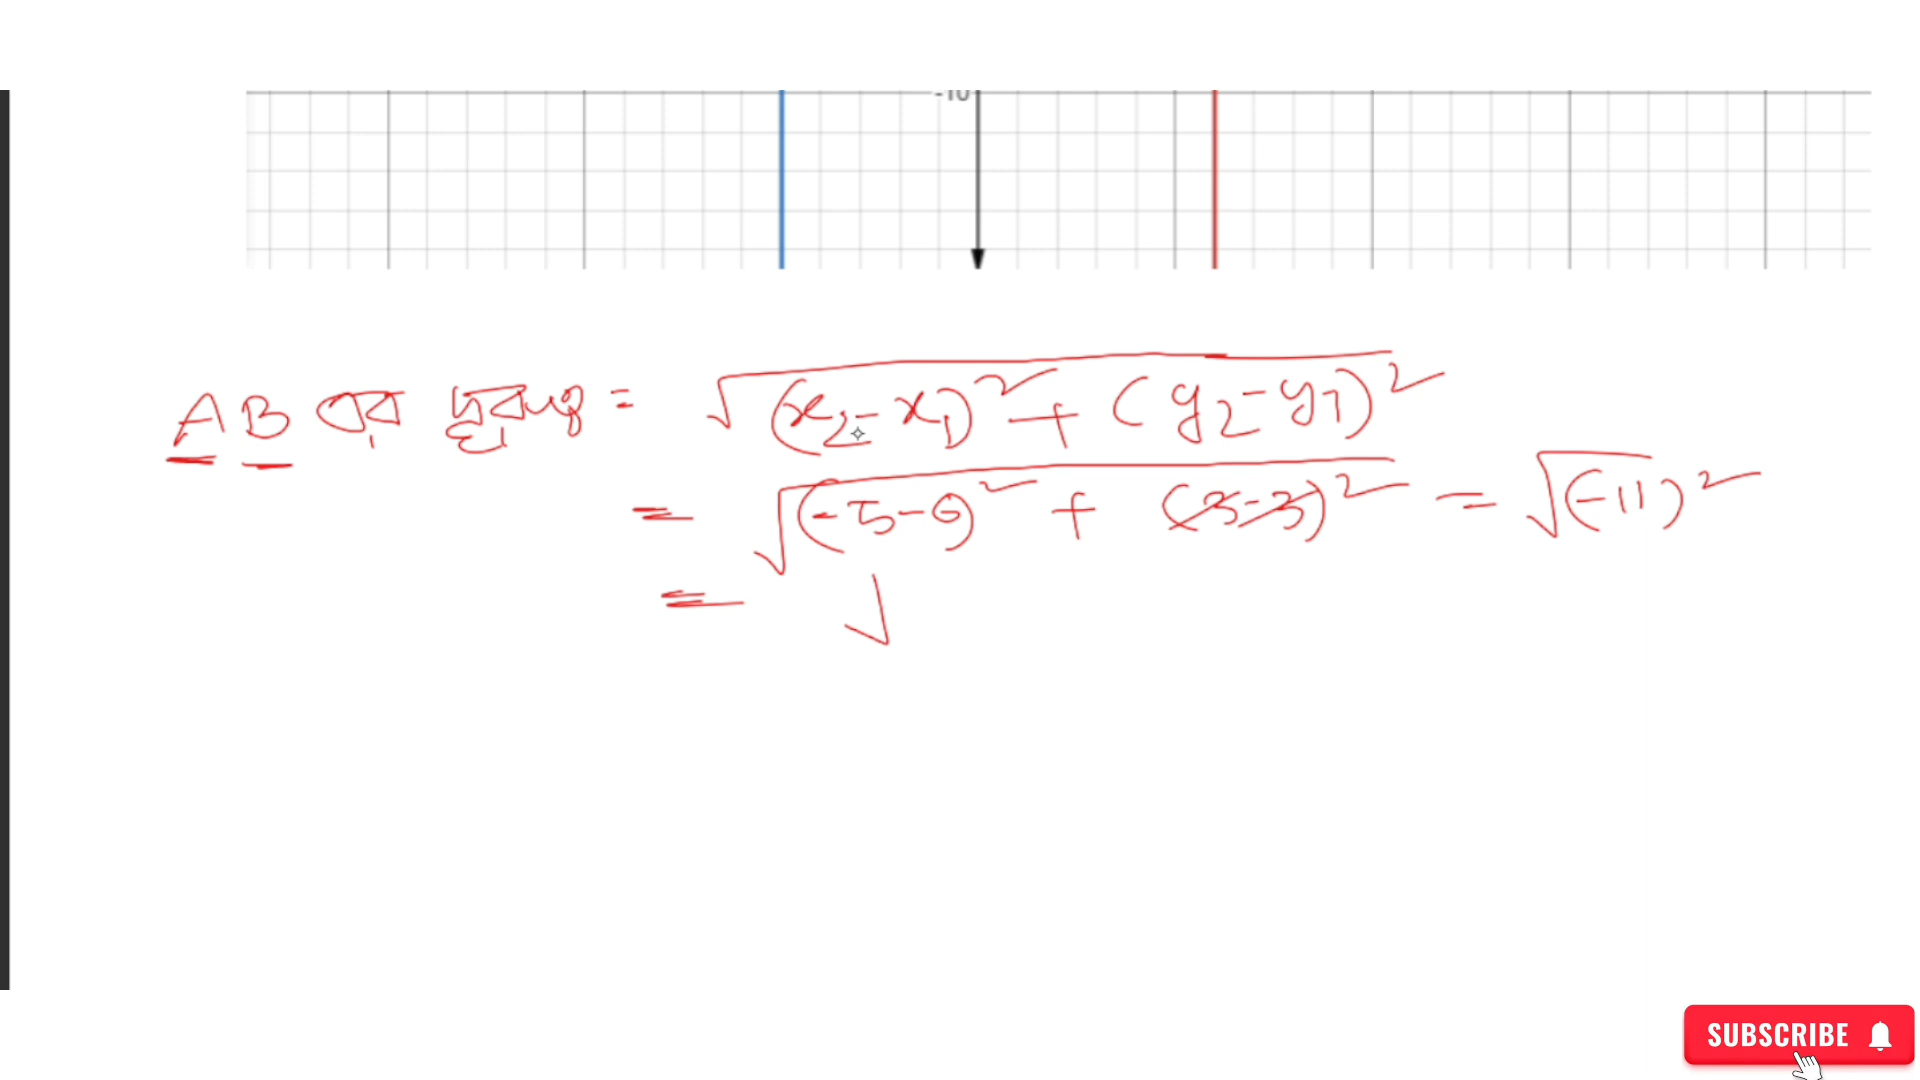 -10
AB এর দূরত্ব = √(x₂-x₁)² + (y₂-y₁)²
= √(-5-6)² + (3-3)² = √(-11)²
= √
SUBSCRIBE